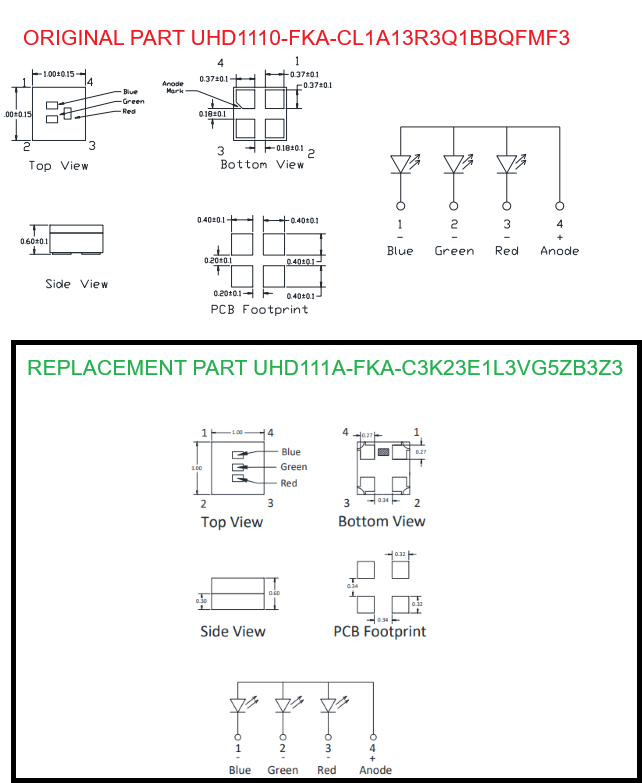 ORIGINAL PART UHD1110-FKA-CL1A13R3Q1BBQFMF3
1.00±0.15
1
4
Blue
Green
Red
.00±0.15
2
3
Top View
4
1
0.37±0.1
0.37±0.1
0.37±0.1
Anode
Mark
0.18±0.1
0.18±0.1
3
2
Bottom View
1
2
3
4
-
-
-
+
Blue
Green
Red
Anode
0.60±0.1
Side View
0.40±0.1
0.40±0.1
0.20±0.1
0.40±0.1
0.20±0.1
0.40±0.1
PCB Footprint
REPLACEMENT PART UHD111A-FKA-C3K23E1L3VG5ZB3Z3
1
1.00
4
Blue
Green
Red
1.00
2
3
Top View
4
0.27
1
0.27
0.34
3
2
Bottom View
0.30
0.60
Side View
0.32
0.34
0.32
0.34
PCB Footprint
1
2
3
4
-
-
-
+
Blue
Green
Red
Anode